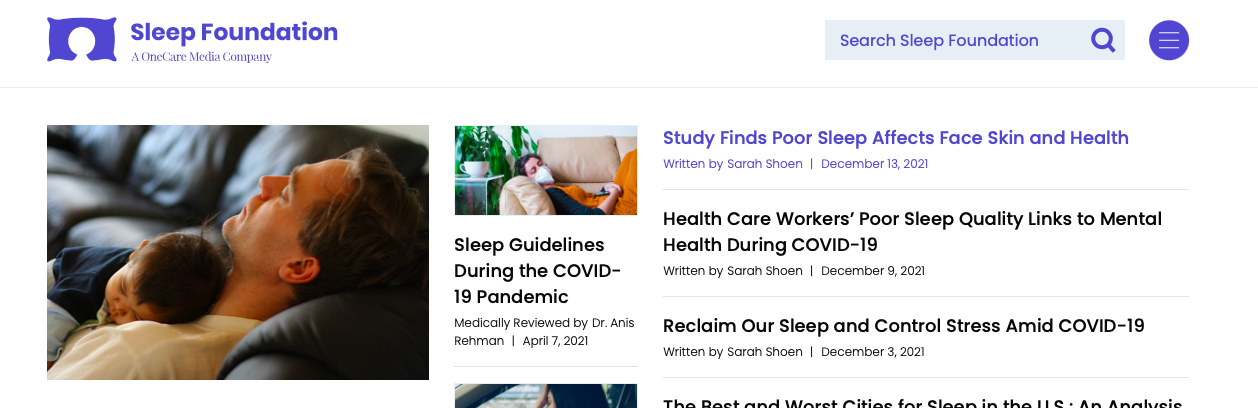 Sleep Foundation
A OneCare Media Company
Search Sleep Foundation
Sleep Guidelines
During the COVID-
19 Pandemic
Medically Reviewed by Dr. Anis
Rehman | April 7, 2021
Study Finds Poor Sleep Affects Face Skin and Health
Written by Sarah Shoen | December 13, 2021
Health Care Workers’ Poor Sleep Quality Links to Mental
Health During COVID-19
Written by Sarah Shoen | December 9, 2021
Reclaim Our Sleep and Control Stress Amid COVID-19
Written by Sarah Shoen | December 3, 2021
The Best and Worst Cities for Sleep in the U.S.: An Analysis